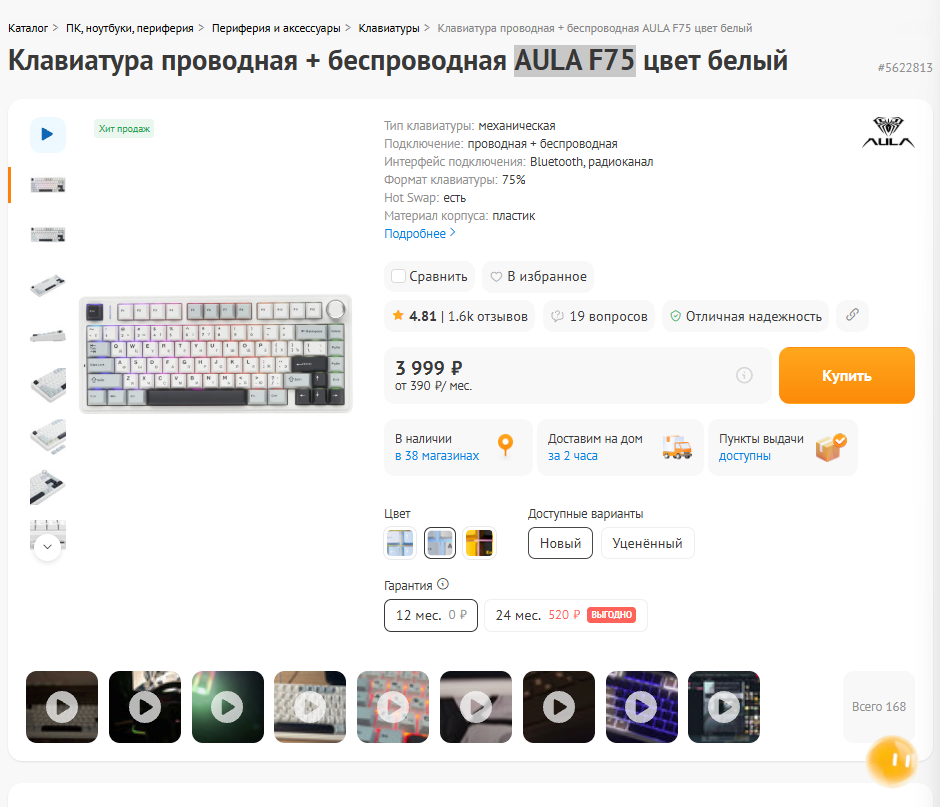 Каталог > ПК, ноутбуки, периферия > Периферия и аксессуары > Клавиатуры > Клавиатура проводная + беспроводная AULA F75 цвет белый
Клавиатура проводная + беспроводная AULA F75 цвет белый
#5622813
Хит продаж
AULA
Тип клавиатуры: механическая
Подключение: проводная + беспроводная
Интерфейс подключения: Bluetooth, радиоканал
Формат клавиатуры: 75%
Hot Swap: есть
Материал корпуса: пластик
Подробнее >
Сравнить
В избранное
4.81 | 1.6k отзывов
19 вопросов
Отличная надежность
3 999 ₽
от 390 ₽/ мес.
Купить
В наличии
в 38 магазинах
Доставим на дом
за 2 часа
Пункты выдачи
доступны
Цвет
Доступные варианты
Новый
Уценённый
Гарантия
12 мес. 0 ₽
24 мес. 520 ₽ ВЫГОДНО
Всего 168